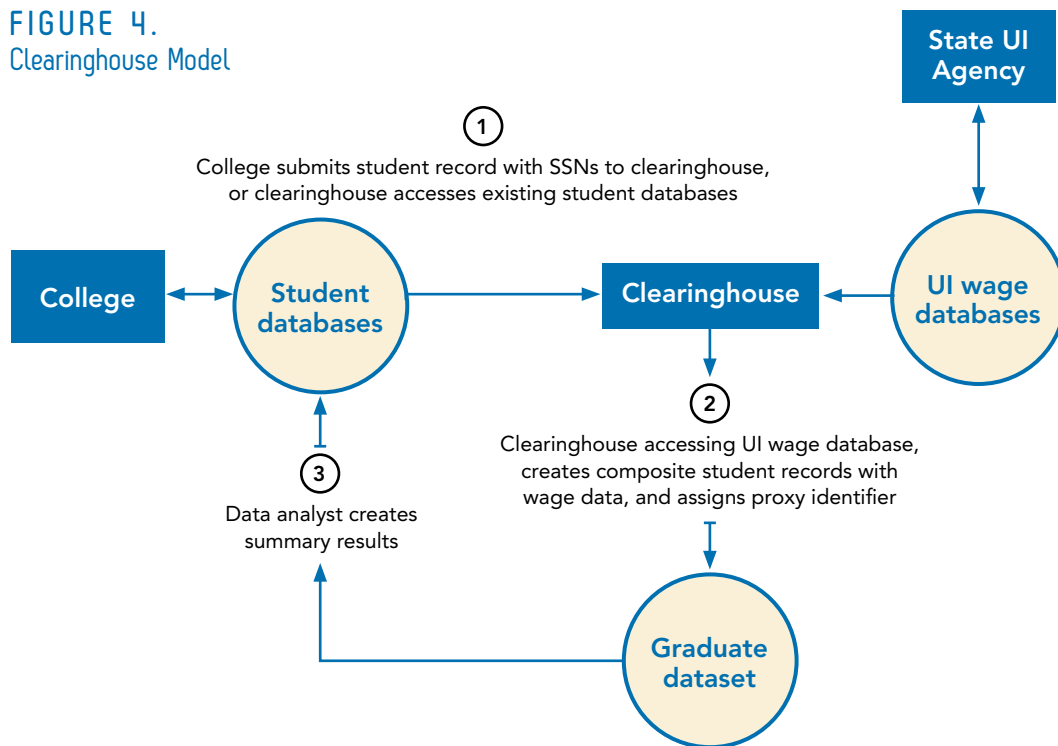 FIGURE 4.
Clearinghouse Model
State UI
Agency
1
College submits student record with SSNs to clearinghouse,
or clearinghouse accesses existing student databases
College
Student
databases
Clearinghouse
UI wage
databases
2
Clearinghouse accessing UI wage database,
creates composite student records with
wage data, and assigns proxy identifier
3
Data analyst creates
summary results
Graduate
dataset